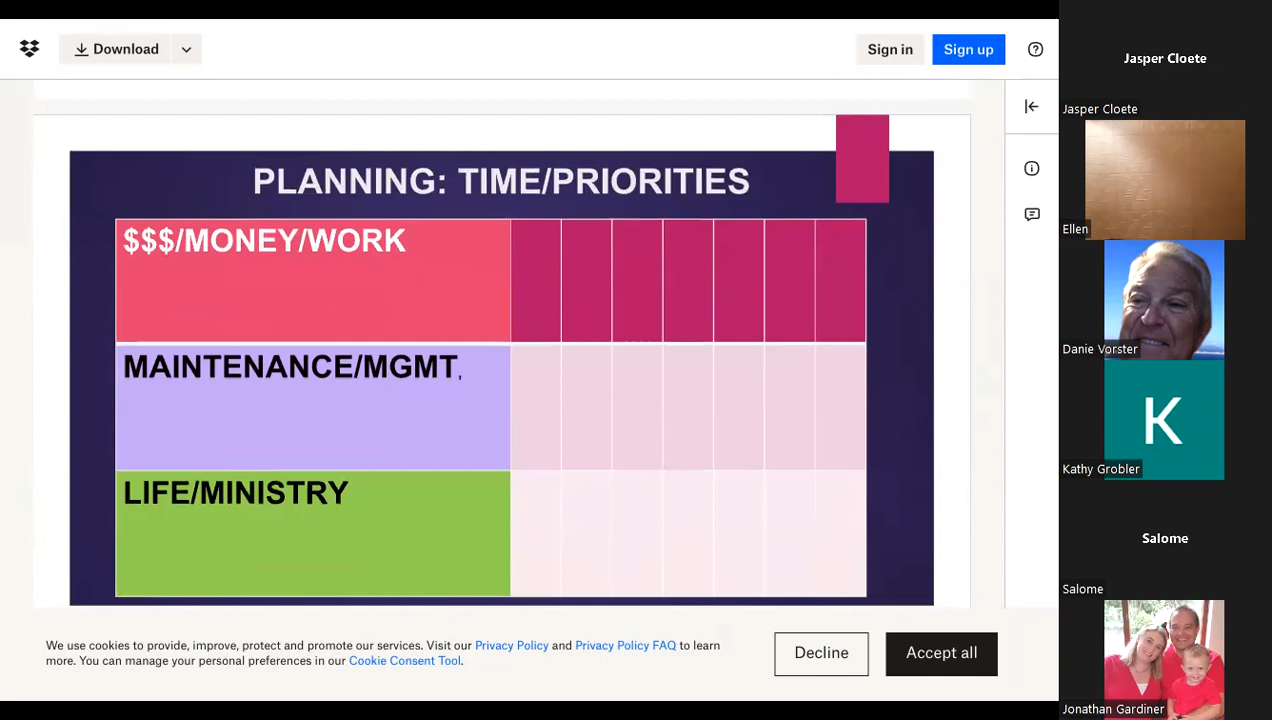 Download
Sign in
Sign up
PLANNING: TIME/PRIORITIES
$$$/MONEY/WORK
MAINTENANCE/MGMT,
LIFE/MINISTRY
We use cookies to provide, improve, protect and promote our services. Visit our Privacy Policy and Privacy Policy FAQ to learn
more. You can manage your personal preferences in our Cookie Consent Tool.
Decline
Accept all
Jasper Cloete
Jasper Cloete
Ellen
Danie Vorster
K
Kathy Grobler
Salome
Salome
Jonathan Gardiner